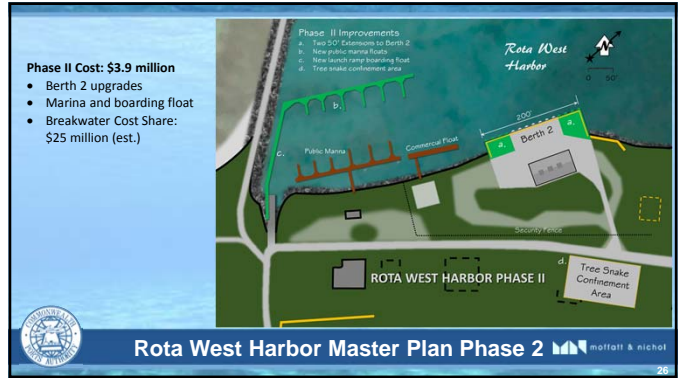 Phase II Cost: $3.9 million
• Berth 2 upgrades
• Marina and boarding float
• Breakwater Cost Share:
$25 million (est.)
Phase II Improvements
a. Two 50' Extensions to Berth 2
b. New public marina floats
c. New launch ramp boarding float
d. Tree snake confinement area
Rota West
Harbor
N
0 50'
b.
200'
a.
Berth 2
a.
c.
Public Marina
Commercial Float
Security Fence
d.
Tree Snake
Confinement
Area
ROTA WEST HARBOR PHASE II
COMMONWEALTH
PORTS AUTHORITY
Rota West Harbor Master Plan Phase 2
moffatt & nichol
26